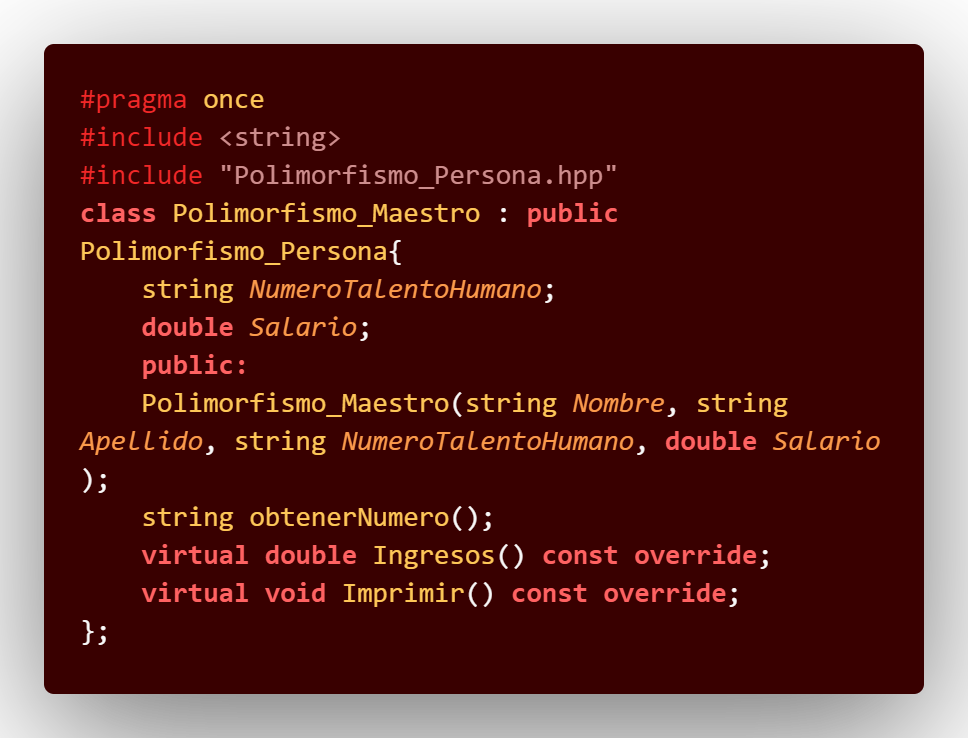 #pragma once
#include <string>
#include "Polimorfismo_Persona.hpp"
class Polimorfismo_Maestro : public
Polimorfismo_Persona{
    string NumeroTalentoHumano;
    double Salario;
    public:
    Polimorfismo_Maestro(string Nombre, string
Apellido, string NumeroTalentoHumano, double Salario
);
    string obtenerNumero();
    virtual double Ingresos() const override;
    virtual void Imprimir() const override;
};